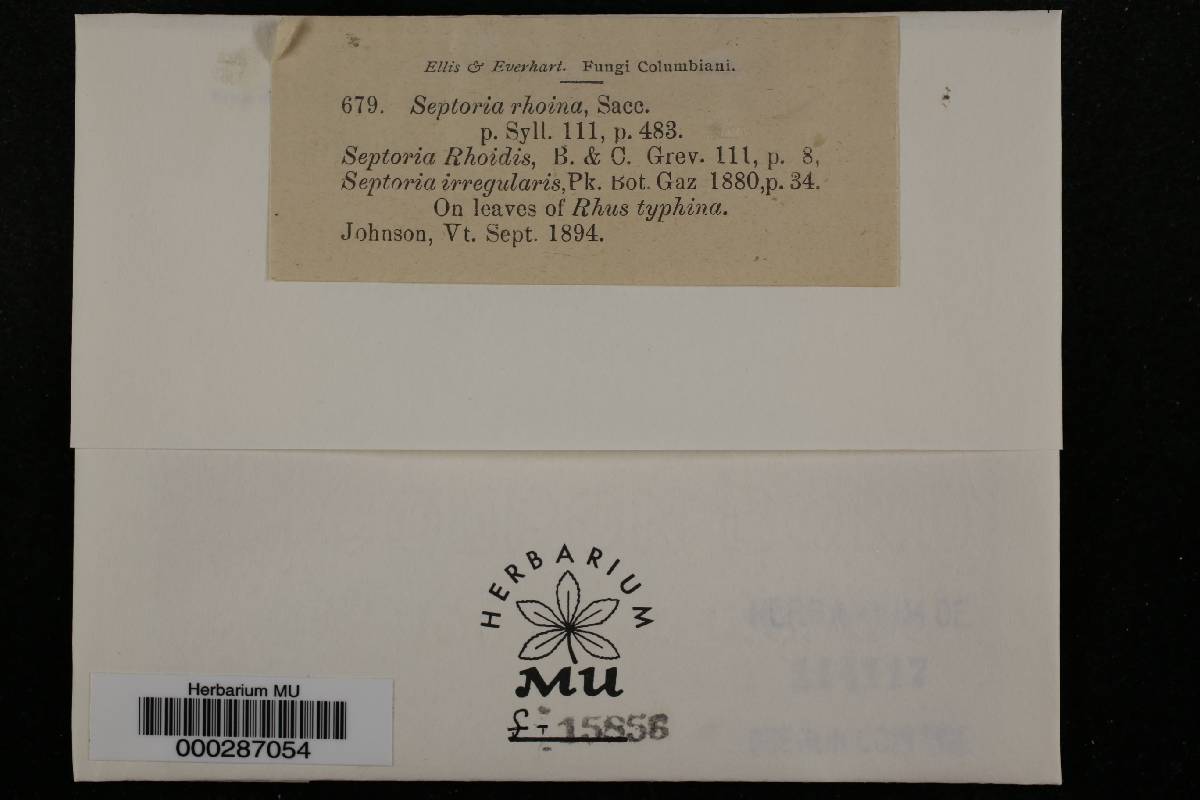 Ellis & Everhart. Fungi Columbiani.
679. Septoria rhoina, Sacc.
p. Syll. 111, p. 483.
Septoria Rhoidis, B. & C. Grev. 111, p. 8,
Septoria irregularis, Pk. Bot. Gaz 1880, p. 34.
On leaves of Rhus typhina.
Johnson, Vt. Sept. 1894.
HERBARIUM
MU
f-15856
Herbarium MU
000287054